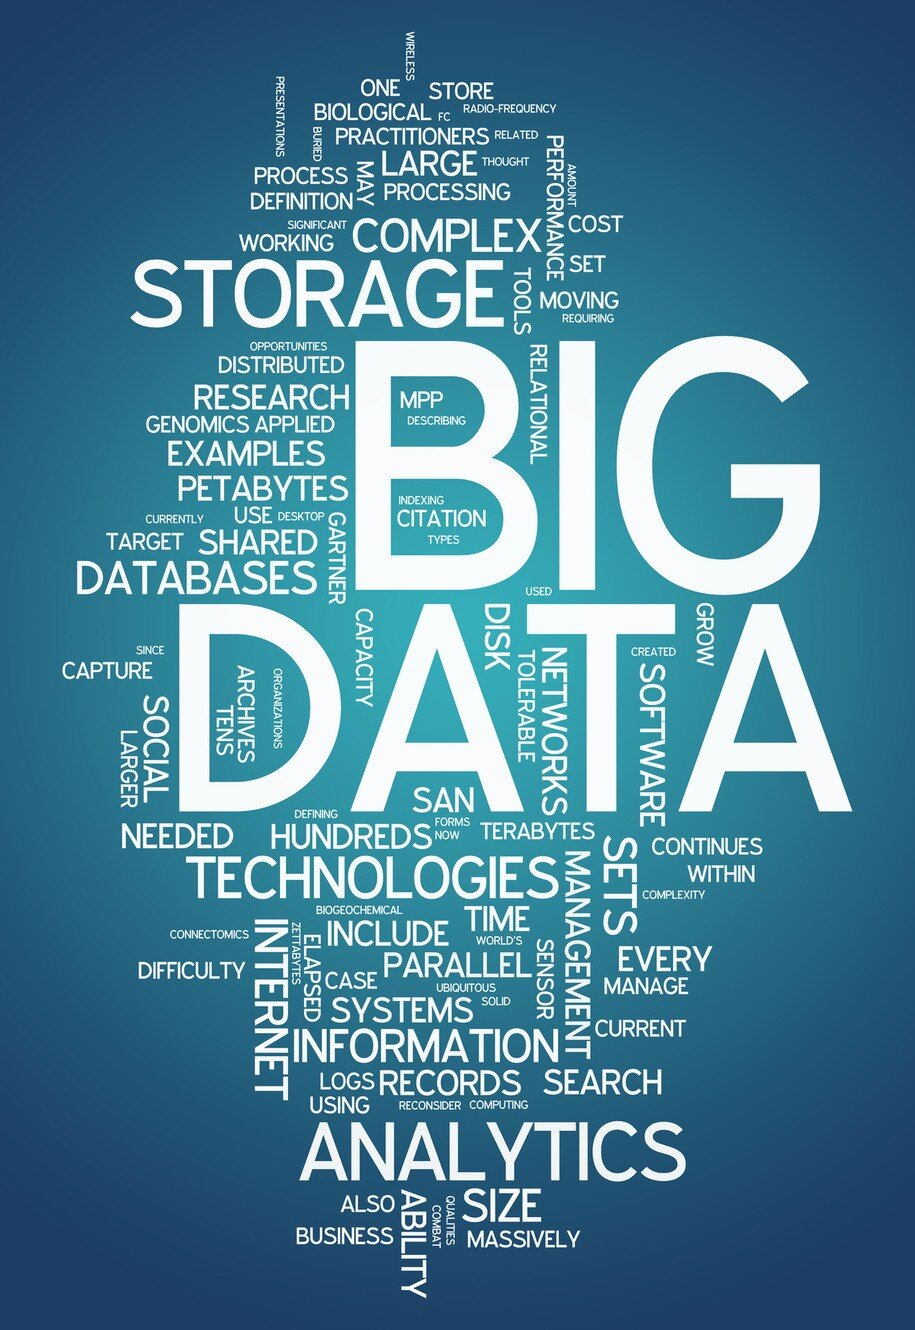 WIRELESS
ONE STORE
PRESENTATIONS
BIOLOGICAL FC RADIO-FREQUENCY
BURIED
PRACTITIONERS RELATED
PERFORMANCE
MAY
LARGE THOUGHT
AMOUNT
PROCESS
PROCESSING
DEFINITION
SIGNIFICANT
COMPLEX
COST
WORKING
STORAGE
SET
TOOLS
MOVING
REQUIRING
OPPORTUNITIES
BIG
RELATIONAL
DISTRIBUTED
RESEARCH
MPP
DESCRIBING
GENOMICS APPLIED
EXAMPLES
PETABYTES
INDEXING
CITATION
TYPES
CURRENTLY
USE DESKTOP
GARTNER
TARGET SHARED
DATABASES
USED
DATA
CAPACITY
DISK
GROW
SINCE
CREATED
CAPTURE
ARCHIVES
TENS
ORGANIZATIONS
TOLERABLE
NETWORKS
SOFTWARE
SOCIAL
LARGER
SAN
DEFINING
FORMS
NOW
NEEDED
HUNDREDS
TERABYTES
SETS
CONTINUES
WITHIN
COMPLEXITY
TECHNOLOGIES
MANAGEMENT
BIOGEOCHEMICAL
TIME
WORLD'S
CONNECTOMICS
INTERNET
ZETTABYTES
ELAPSED
INCLUDE
SENSOR
EVERY
DIFFICULTY
CASE
PARALLEL
MANAGE
UBIQUITOUS
SOLID
SYSTEMS
CURRENT
INFORMATION
LOGS RECORDS SEARCH
USING
RECONSIDER COMPUTING
ANALYTICS
ALSO
ABILITY
QUALITIES
COMBAT
SIZE
BUSINESS
MASSIVELY